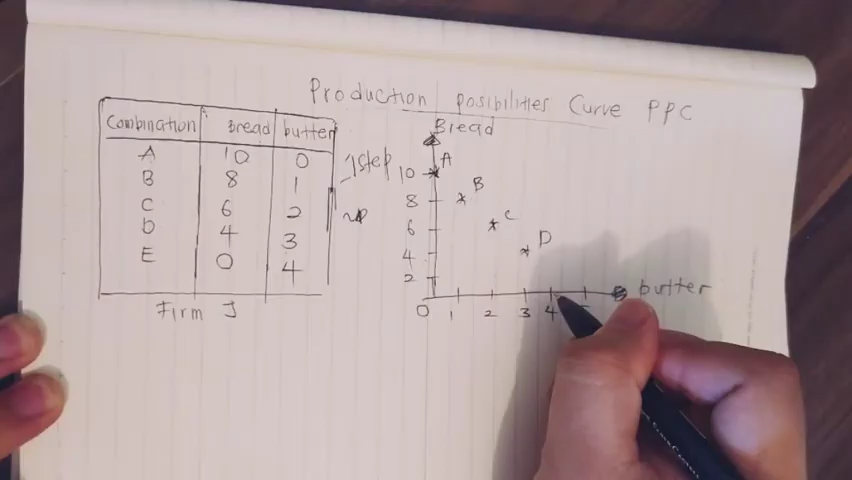 Production posibilities Curve PPC
Combination Bread butter
A 10 0
B 8 1
C 6 2
D 4 3
E 0 4
Firm J
1step
Bread
10 A
8 B
6 C
4 D
2
0 1 2 3 4
butter